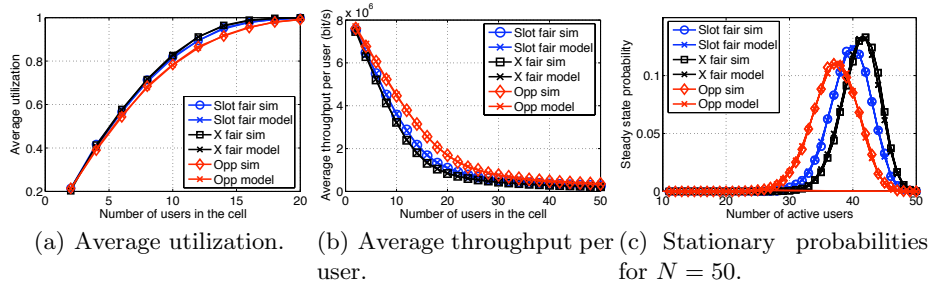 1
0.8
0.6
0.4
0.2
0
5
10
15
20
Average utilization
Number of users in the cell
Slot fair sim
Slot fair model
X fair sim
X fair model
Opp sim
Opp model
(a) Average utilization.
8
x 10^6
6
4
2
0
0
10
20
30
40
50
Average throughput per user (bit/s)
Number of users in the cell
Slot fair sim
Slot fair model
X fair sim
X fair model
Opp sim
Opp model
(b) Average throughput per
user.
0.1
0.05
0
20
30
40
50
Steady state probability
Number of active users
Slot fair sim
Slot fair model
X fair sim
X fair model
Opp sim
Opp model
(c) Stationary probabilities
for N = 50.